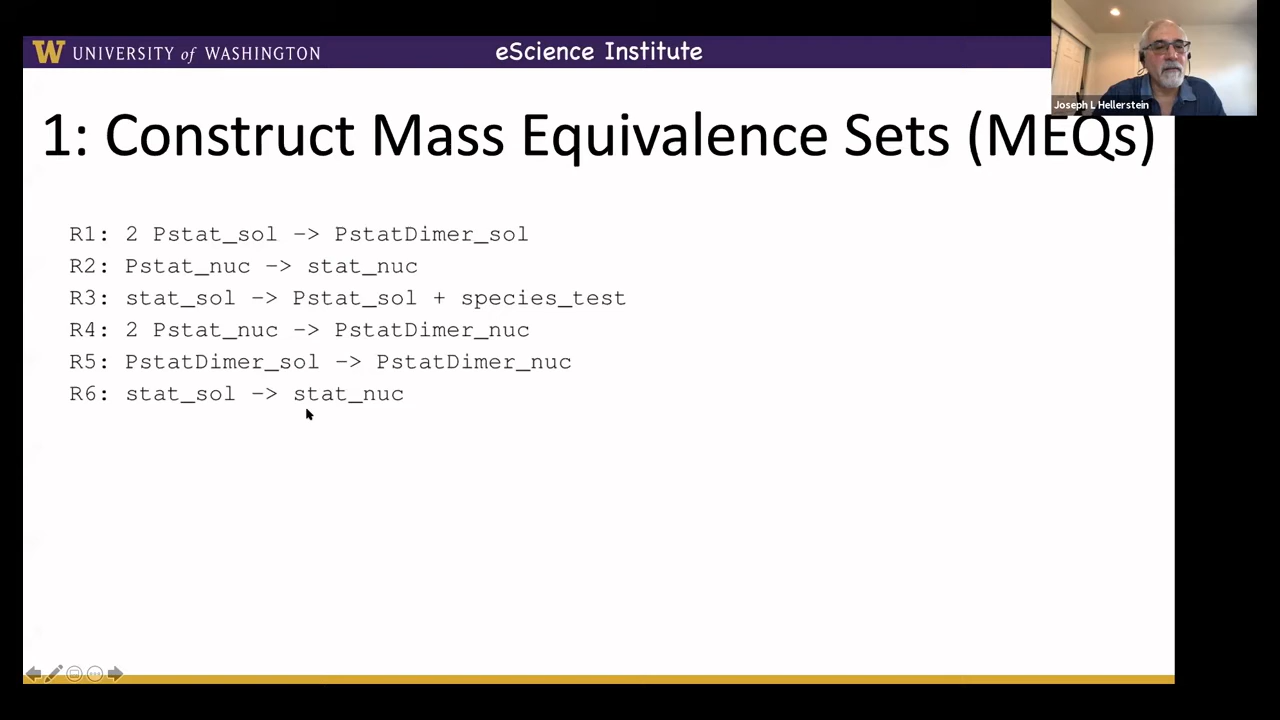 W UNIVERSITY of WASHINGTON
eScience Institute
Joseph L Hellerstein
1: Construct Mass Equivalence Sets (MEQs)
R1: 2 Pstat_sol -> PstatDimer_sol
R2: Pstat_nuc -> stat_nuc
R3: stat_sol -> Pstat_sol + species_test
R4: 2 Pstat_nuc -> PstatDimer_nuc
R5: PstatDimer_sol -> PstatDimer_nuc
R6: stat_sol -> stat_nuc